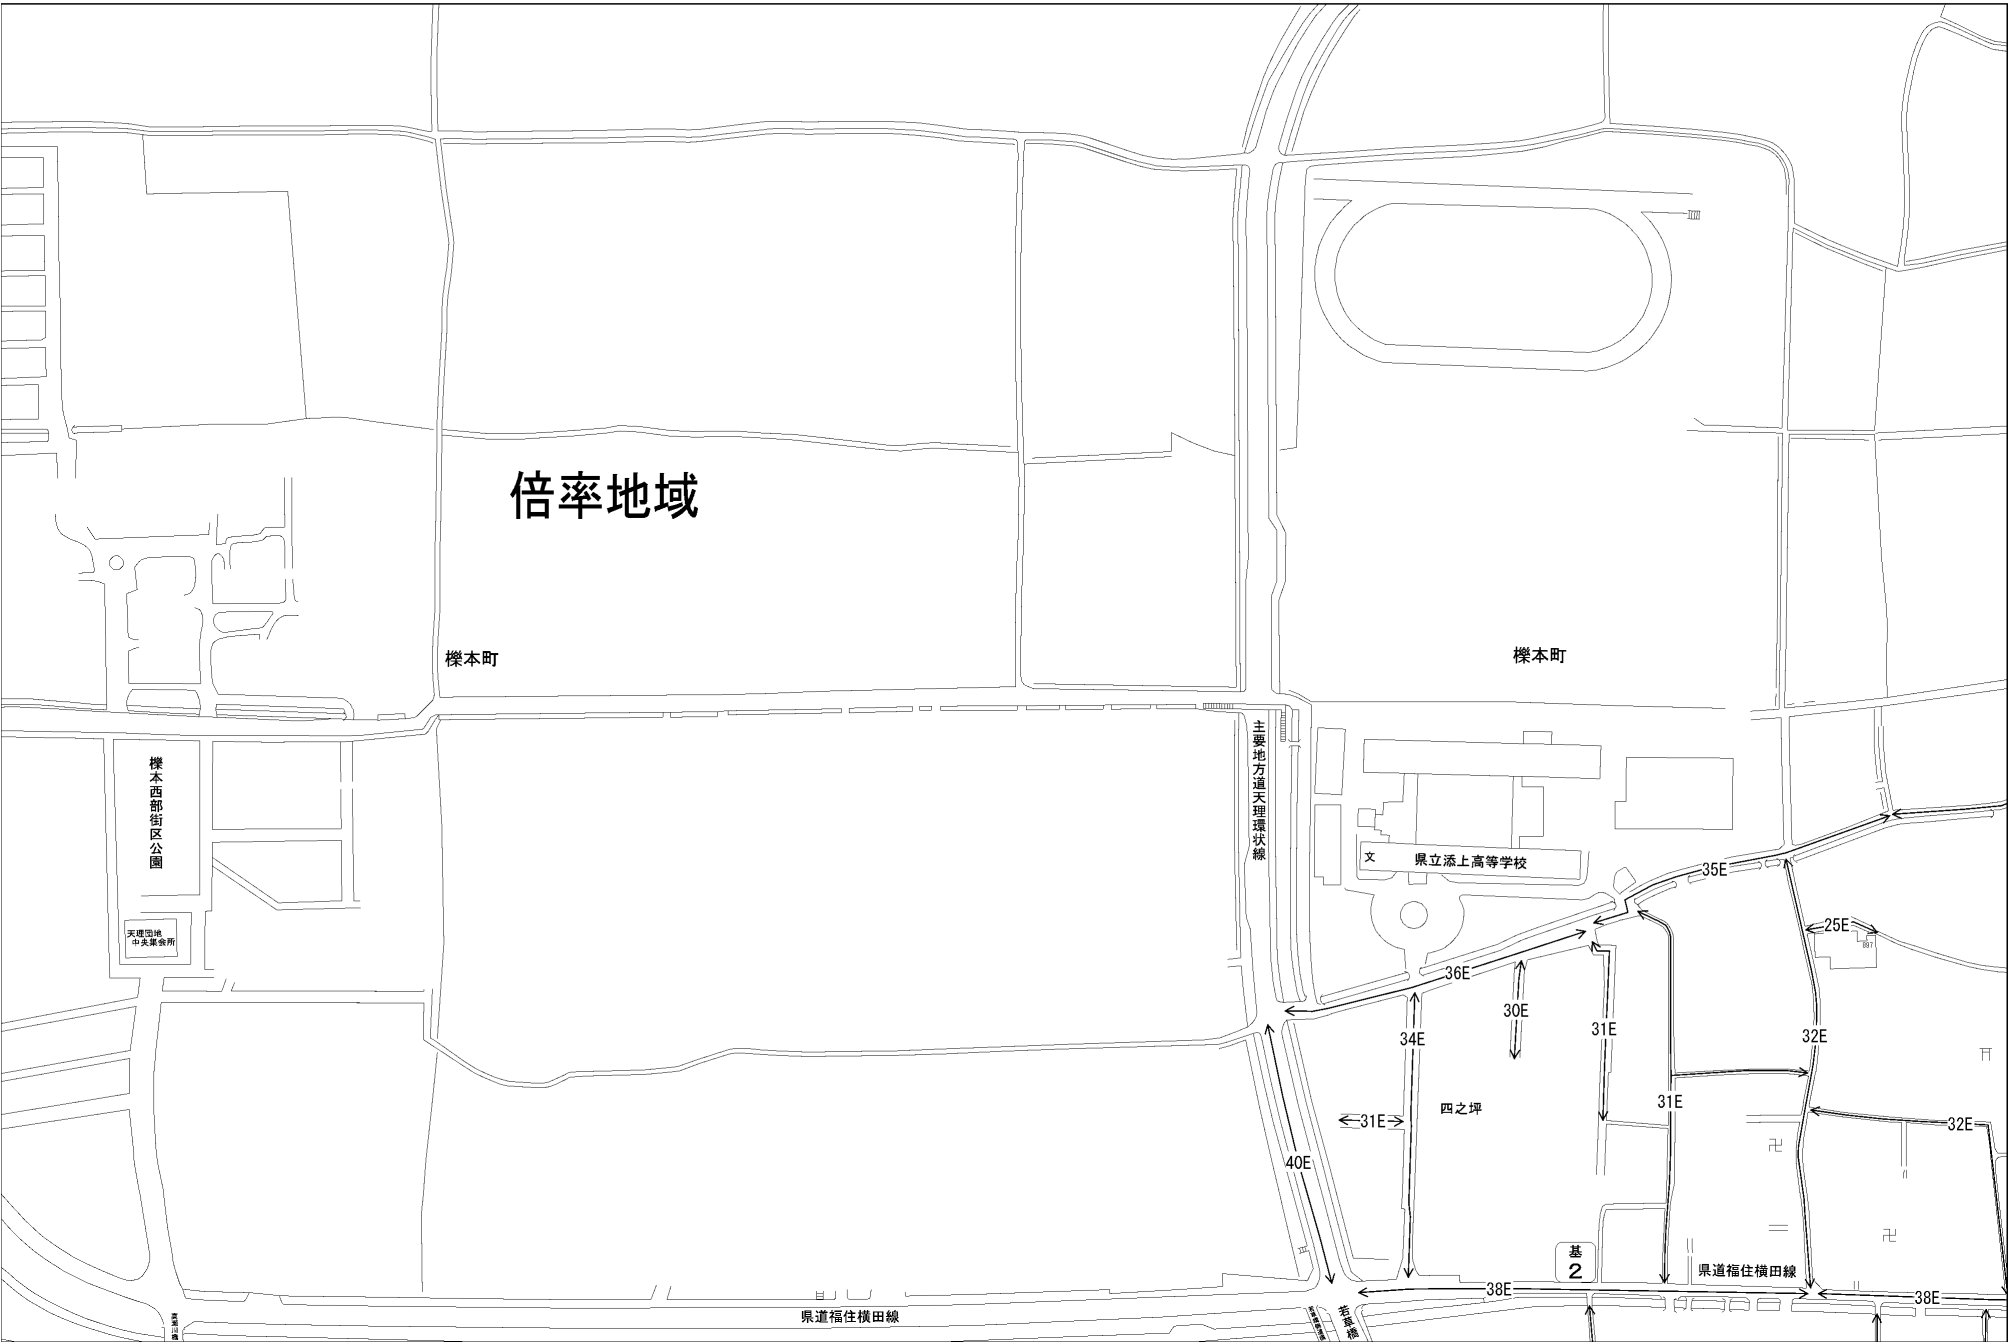 倍率地域
櫟本町
櫟本町
主要地方道天理環状線
櫟本西部街区公園
文
県立添上高等学校
35E
25E
897
天理団地
中央集会所
36E
30E
31E
34E
32E
31E
四之坪
31E
32E
40E
基
2
県道福住横田線
38E
38E
県道福住横田線
若草橋